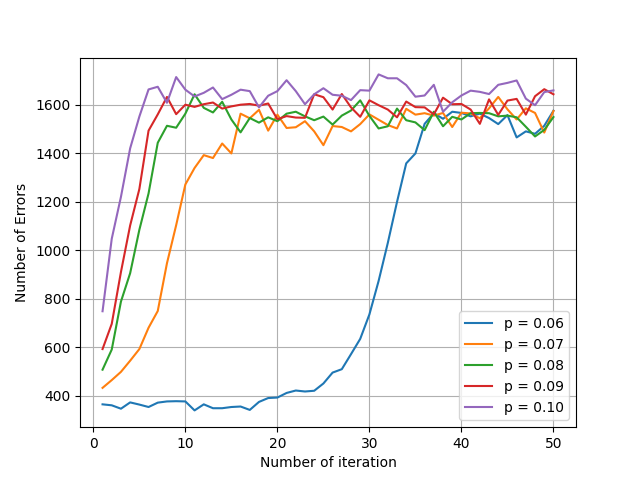 Number of Errors
1600
1400
1200
1000
800
600
400
0
10
20
30
40
50
Number of iteration
p = 0.06
p = 0.07
p = 0.08
p = 0.09
p = 0.10